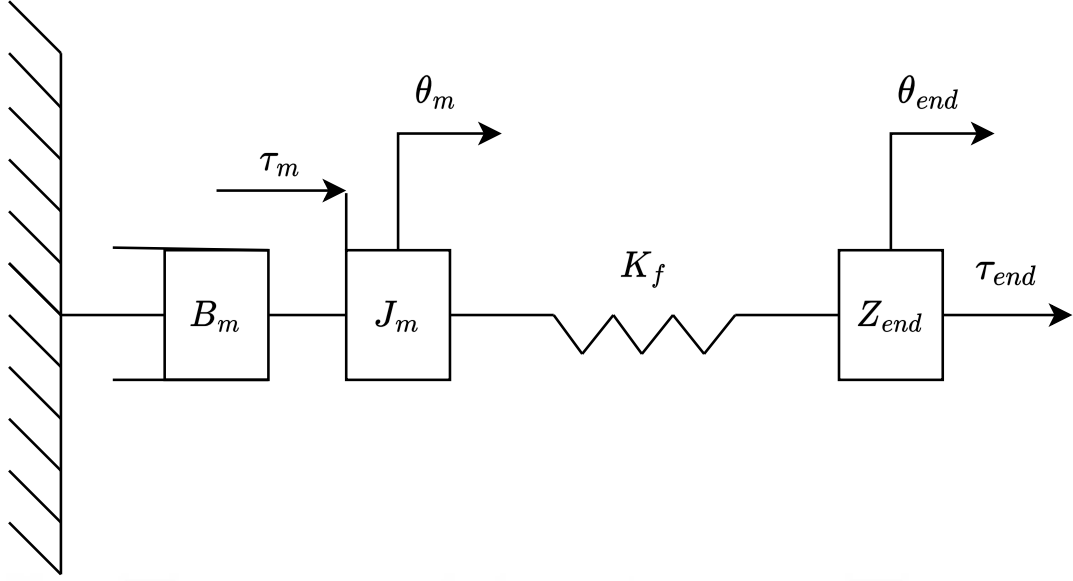 θ_m
θ_end
τ_m
K_f
τ_end
B_m
J_m
Z_end